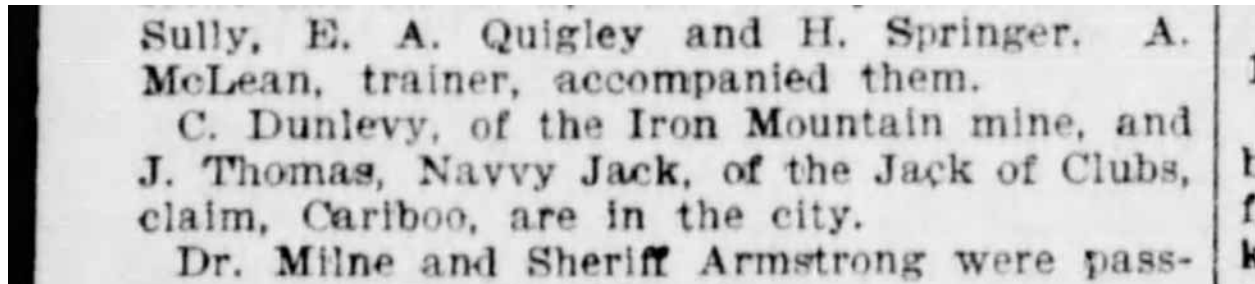 Sully, E. A. Quigley and H. Springer. A.
McLean, trainer, accompanied them.
C. Dunlevy, of the Iron Mountain mine, and
J. Thomas, Navvy Jack, of the Jack of Clubs,
claim, Cariboo, are in the city.
Dr. Milne and Sheriff Armstrong were pass-